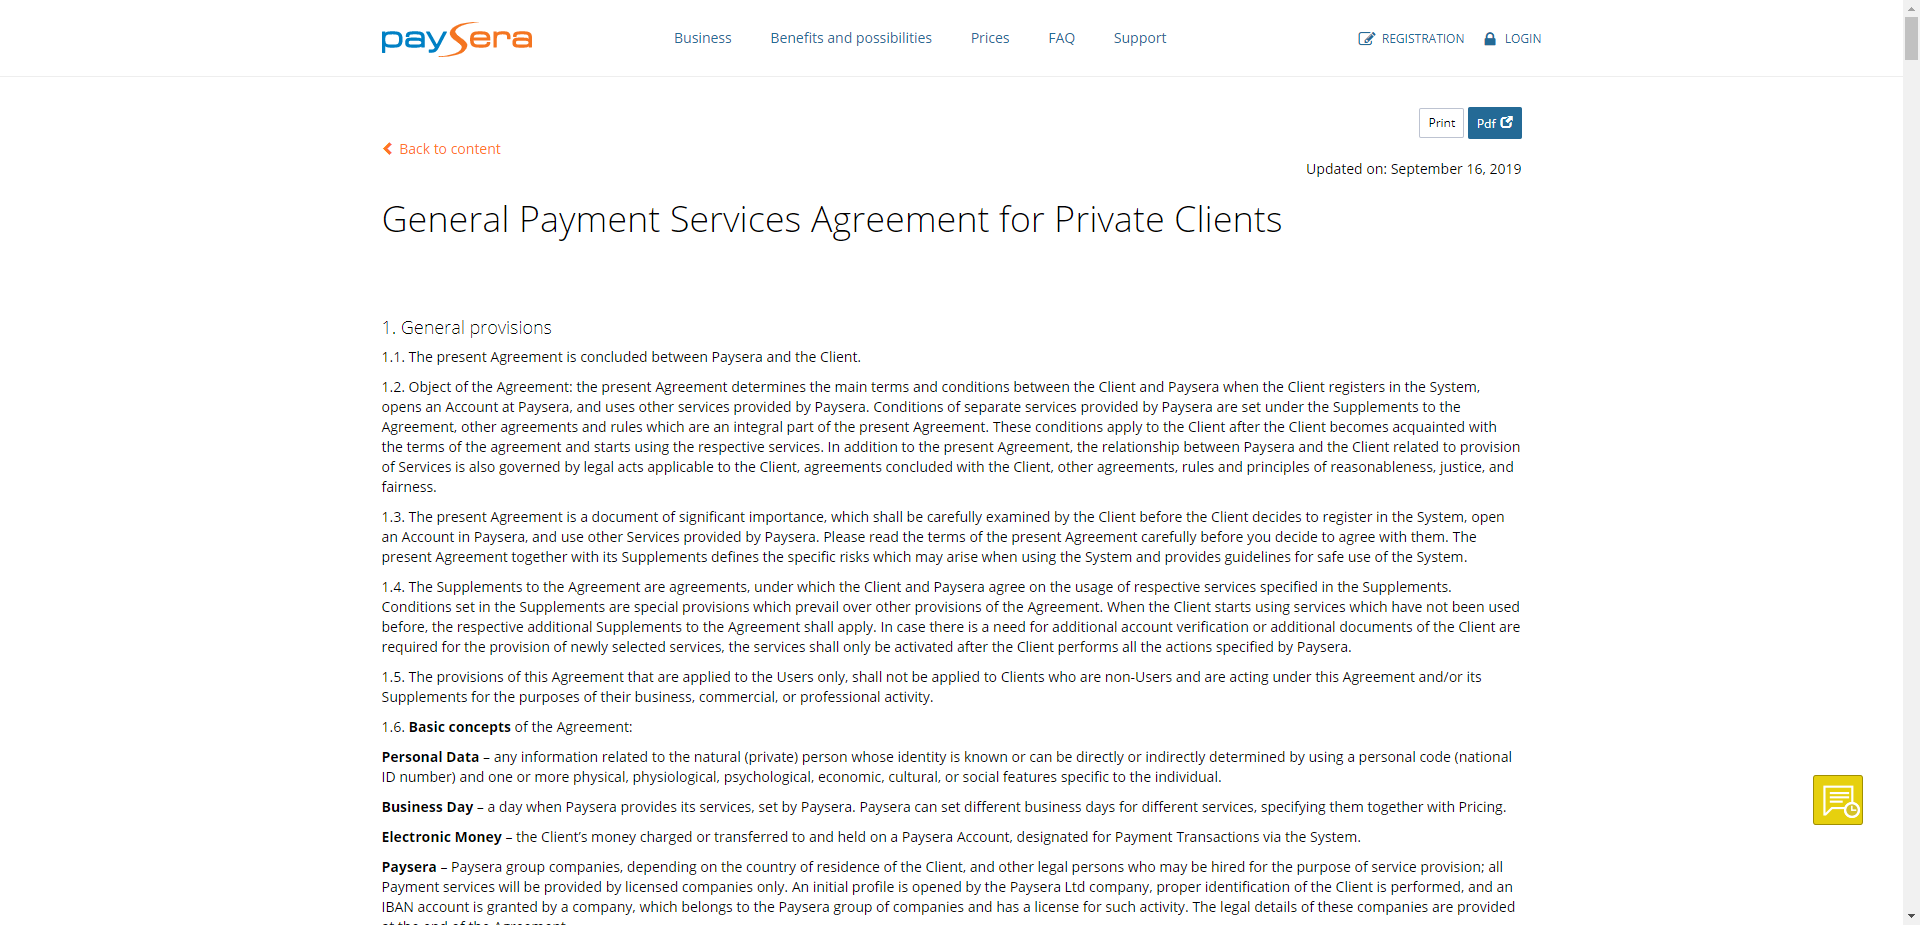 paysera
Business
Benefits and possibilities
Prices
FAQ
Support
REGISTRATION
LOGIN
Print
Pdf
Back to content
Updated on: September 16, 2019
General Payment Services Agreement for Private Clients
1. General provisions
1.1. The present Agreement is concluded between Paysera and the Client.
1.2. Object of the Agreement: the present Agreement determines the main terms and conditions between the Client and Paysera when the Client registers in the System,
opens an Account at Paysera, and uses other services provided by Paysera. Conditions of separate services provided by Paysera are set under the Supplements to the
Agreement, other agreements and rules which are an integral part of the present Agreement. These conditions apply to the Client after the Client becomes acquainted with
the terms of the agreement and starts using the respective services. In addition to the present Agreement, the relationship between Paysera and the Client related to provision
of Services is also governed by legal acts applicable to the Client, agreements concluded with the Client, other agreements, rules and principles of reasonableness, justice, and
fairness.
1.3. The present Agreement is a document of significant importance, which shall be carefully examined by the Client before the Client decides to register in the System, open
an Account in Paysera, and use other Services provided by Paysera. Please read the terms of the present Agreement carefully before you decide to agree with them. The
present Agreement together with its Supplements defines the specific risks which may arise when using the System and provides guidelines for safe use of the System.
1.4. The Supplements to the Agreement are agreements, under which the Client and Paysera agree on the usage of respective services specified in the Supplements.
Conditions set in the Supplements are special provisions which prevail over other provisions of the Agreement. When the Client starts using services which have not been used
before, the respective additional Supplements to the Agreement shall apply. In case there is a need for additional account verification or additional documents of the Client are
required for the provision of newly selected services, the services shall only be activated after the Client performs all the actions specified by Paysera.
1.5. The provisions of this Agreement that are applied to the Users only, shall not be applied to Clients who are non-Users and are acting under this Agreement and/or its
Supplements for the purposes of their business, commercial, or professional activity.
1.6. Basic concepts of the Agreement:
Personal Data – any information related to the natural (private) person whose identity is known or can be directly or indirectly determined by using a personal code (national
ID number) and one or more physical, physiological, psychological, economic, cultural, or social features specific to the individual.
Business Day – a day when Paysera provides its services, set by Paysera. Paysera can set different business days for different services, specifying them together with Pricing.
Electronic Money – the Client’s money charged or transferred to and held on a Paysera Account, designated for Payment Transactions via the System.
Paysera – Paysera group companies, depending on the country of residence of the Client, and other legal persons who may be hired for the purpose of service provision; all
Payment services will be provided by licensed companies only. An initial profile is opened by the Paysera Ltd company, proper identification of the Client is performed, and an
IBAN account is granted by a company, which belongs to the Paysera group of companies and has a license for such activity. The legal details of these companies are provided
at the end of the Agreement.